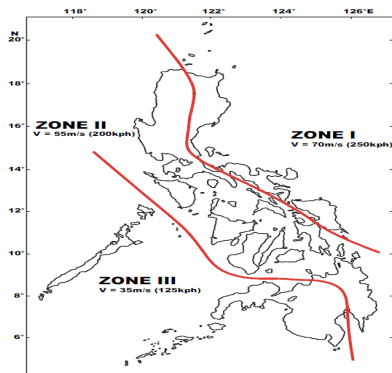 118° 120° 122° 124° 126°E
N
20°
18°
ZONE II
V = 55m/s (200kph)
16°
ZONE I
V = 70m/s (250kph)
14°
12°
10°
ZONE III
V = 35m/s (125kph)
8°
6°